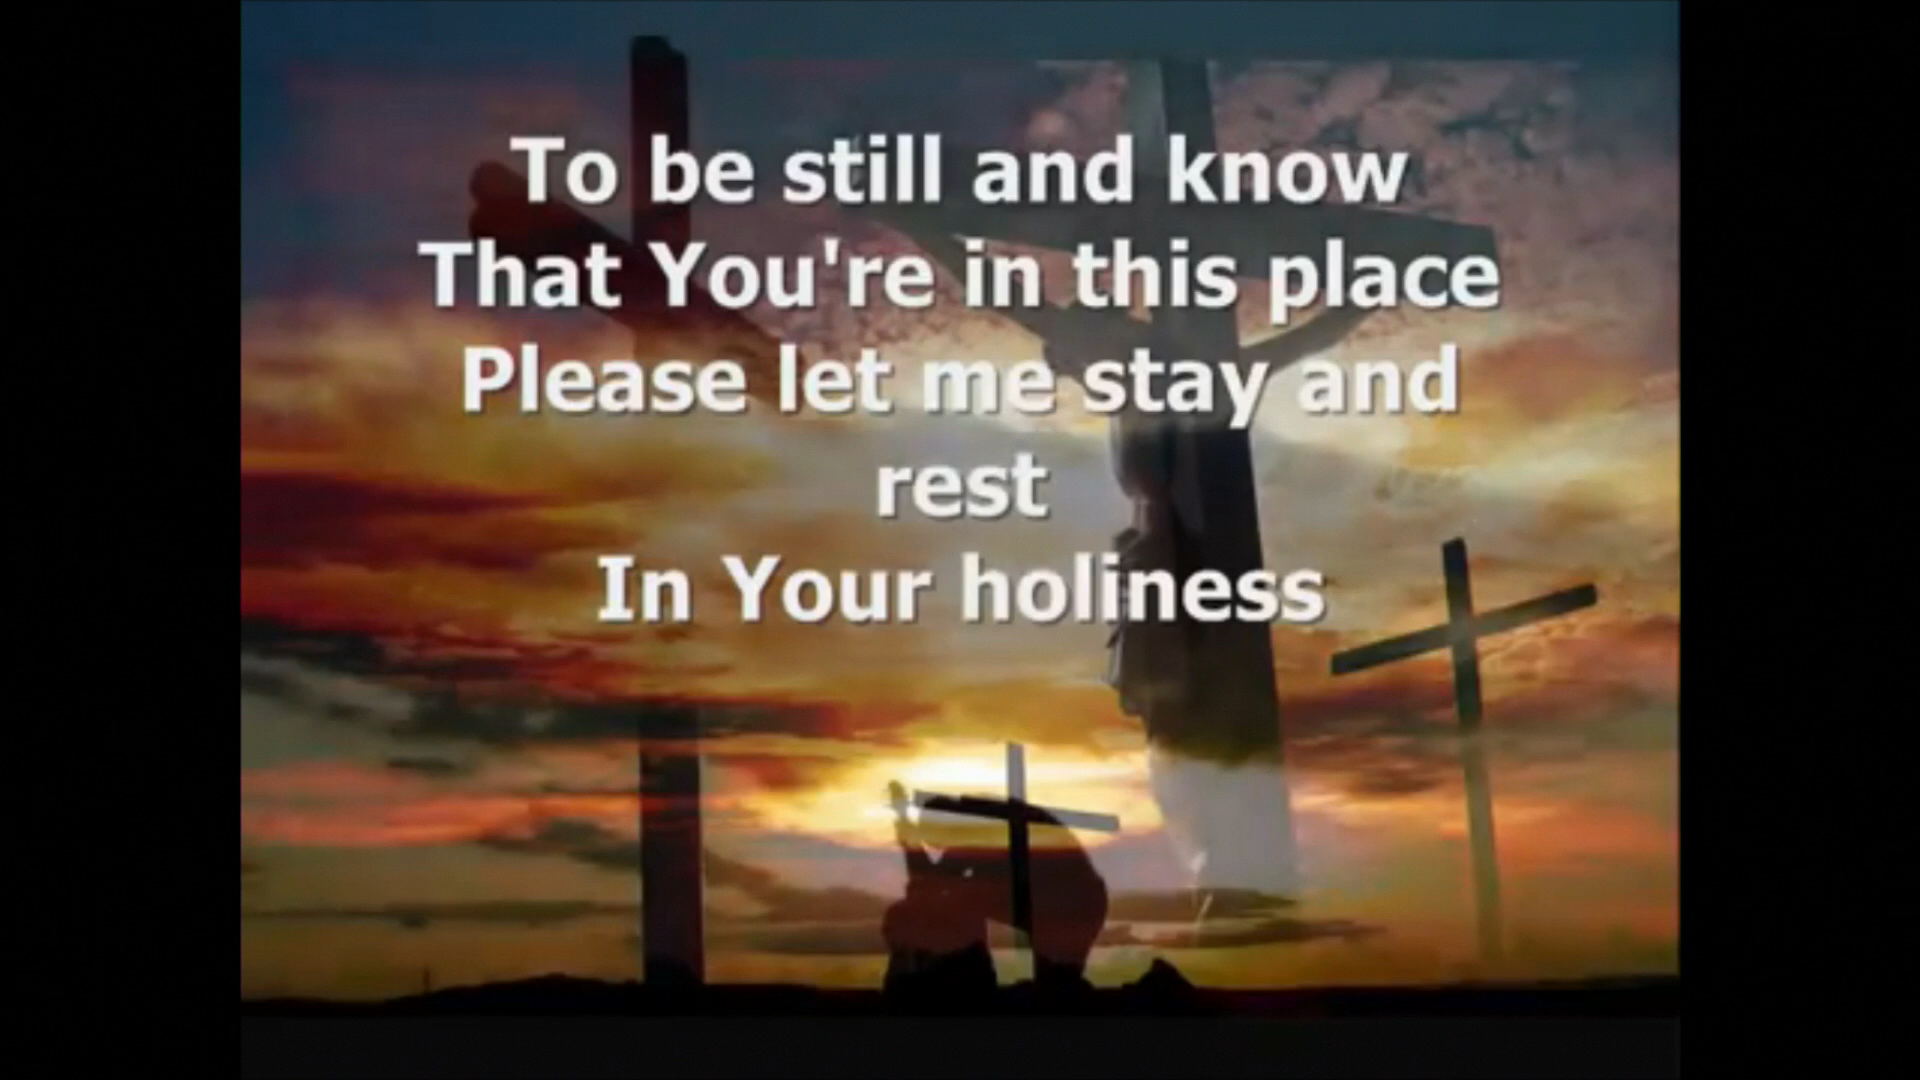 To be still and know
That You're in this place
Please let me stay and
rest
In Your holiness